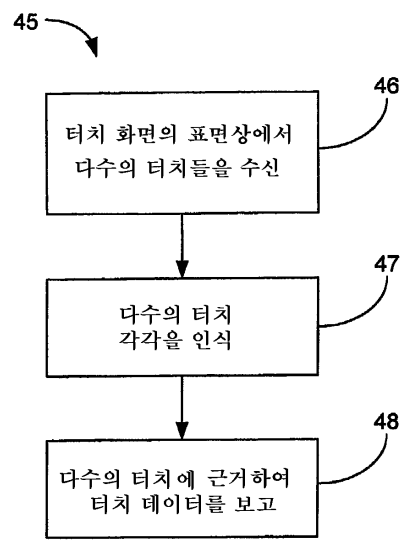 45
46
터치 화면의 표면상에서
다수의 터치들을 수신
47
다수의 터치
각각을 인식
48
다수의 터치에 근거하여
터치 데이터를 보고